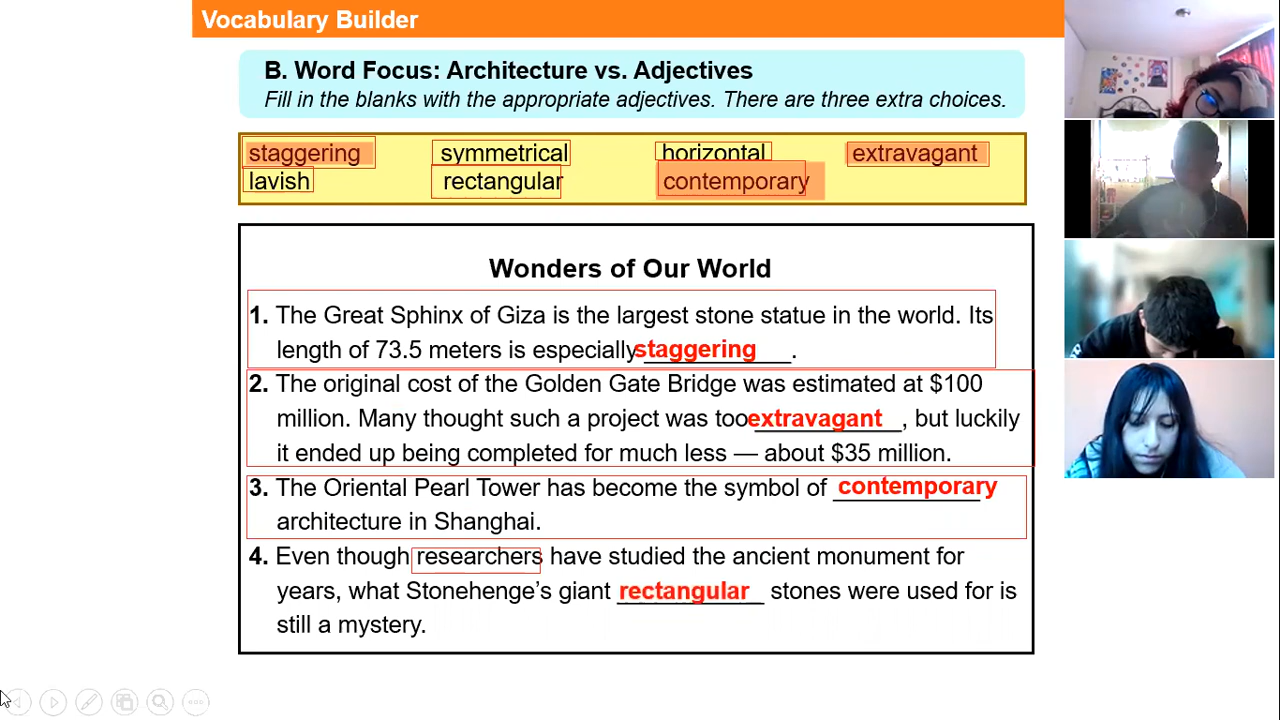 Vocabulary Builder
B. Word Focus: Architecture vs. Adjectives
Fill in the blanks with the appropriate adjectives. There are three extra choices.
staggering symmetrical horizontal extravagant
lavish rectangular contemporary
Wonders of Our World
1. The Great Sphinx of Giza is the largest stone statue in the world. Its
length of 73.5 meters is especially staggering.
2. The original cost of the Golden Gate Bridge was estimated at $100
million. Many thought such a project was too extravagant, but luckily
it ended up being completed for much less — about $35 million.
3. The Oriental Pearl Tower has become the symbol of contemporary
architecture in Shanghai.
4. Even though researchers have studied the ancient monument for
years, what Stonehenge’s giant rectangular stones were used for is
still a mystery.